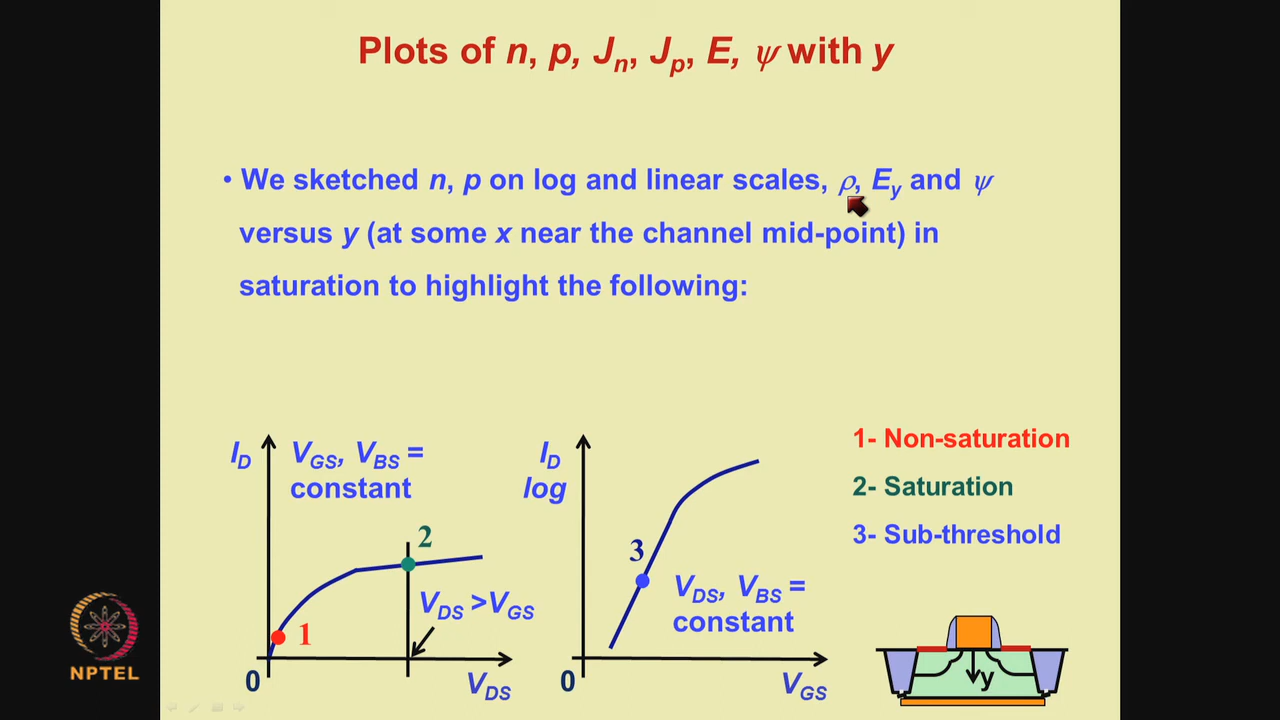 Plots of n, p, Jn, Jp, E, ψ with y
• We sketched n, p on log and linear scales, ρ, Ey and ψ
versus y (at some x near the channel mid-point) in
saturation to highlight the following:
ID
VGS, VBS =
constant
2
VDS >VGS
1
0
VDS
ID
log
3
VDS, VBS =
constant
0
VGS
1- Non-saturation
2- Saturation
3- Sub-threshold
y
NPTEL